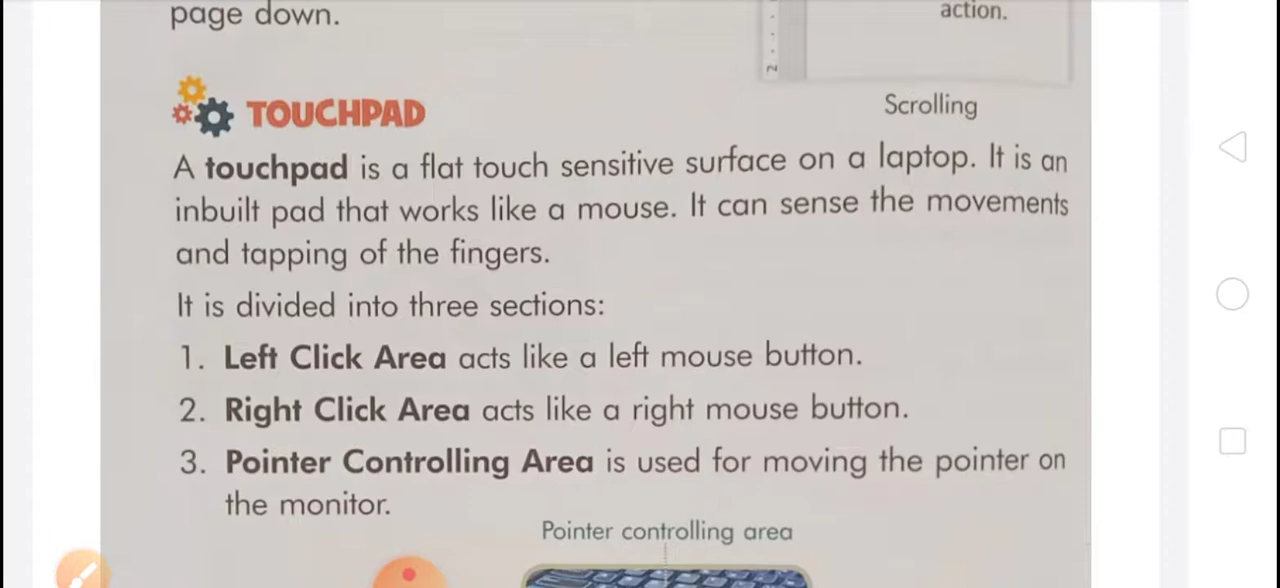 page down.
action.
Scrolling
TOUCHPAD
A touchpad is a flat touch sensitive surface on a laptop. It is an
inbuilt pad that works like a mouse. It can sense the movements
and tapping of the fingers.
It is divided into three sections:
1. Left Click Area acts like a left mouse button.
2. Right Click Area acts like a right mouse button.
3. Pointer Controlling Area is used for moving the pointer on
the monitor.
Pointer controlling area